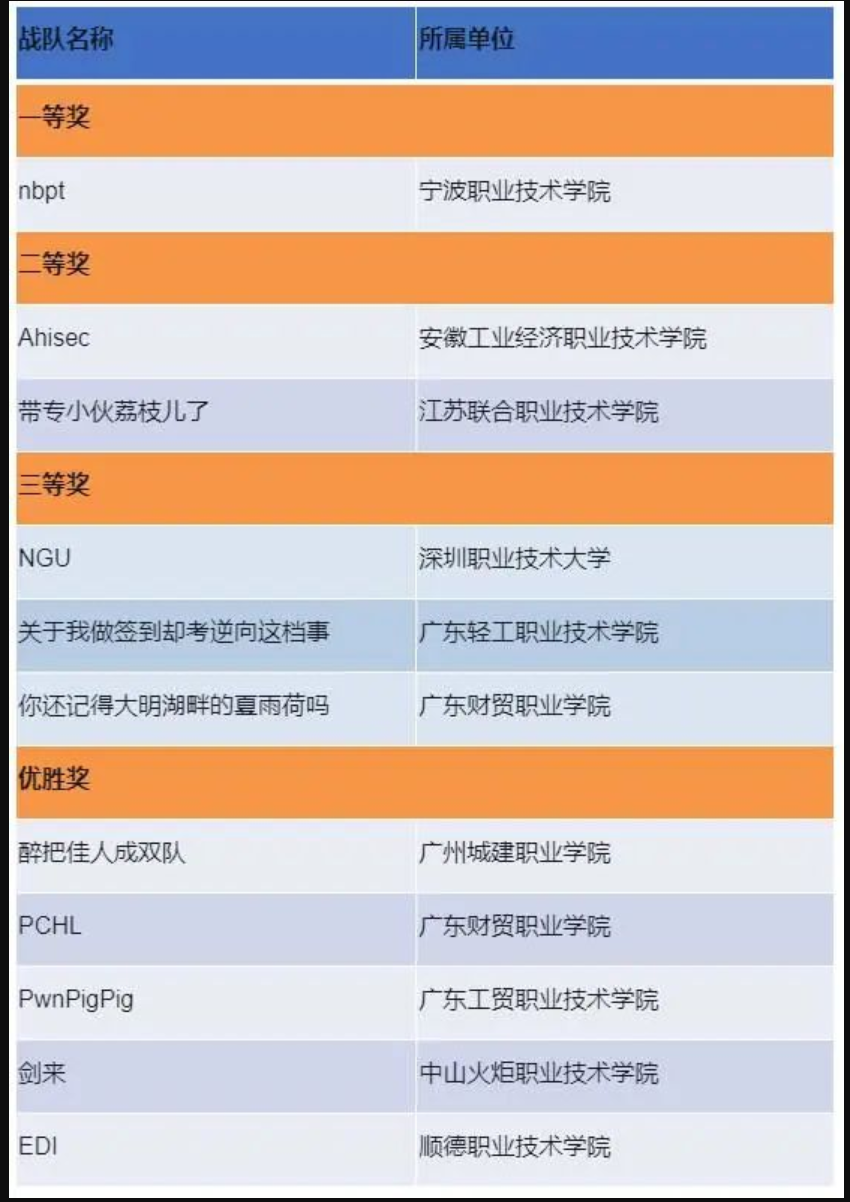 战队名称 所属单位
一等奖
nbpt 宁波职业技术学院
二等奖
Ahisec 安徽工业经济职业技术学院
带专小伙荔枝儿了 江苏联合职业技术学院
三等奖
NGU 深圳职业技术大学
关于我做签到却考逆向这档事 广东轻工职业技术学院
你还记得大明湖畔的夏雨荷吗 广东财贸职业学院
优胜奖
醉把佳人成双队 广州城建职业学院
PCHL 广东财贸职业学院
PwnPigPig 广东工贸职业技术学院
剑来 中山火炬职业技术学院
EDI 顺德职业技术学院